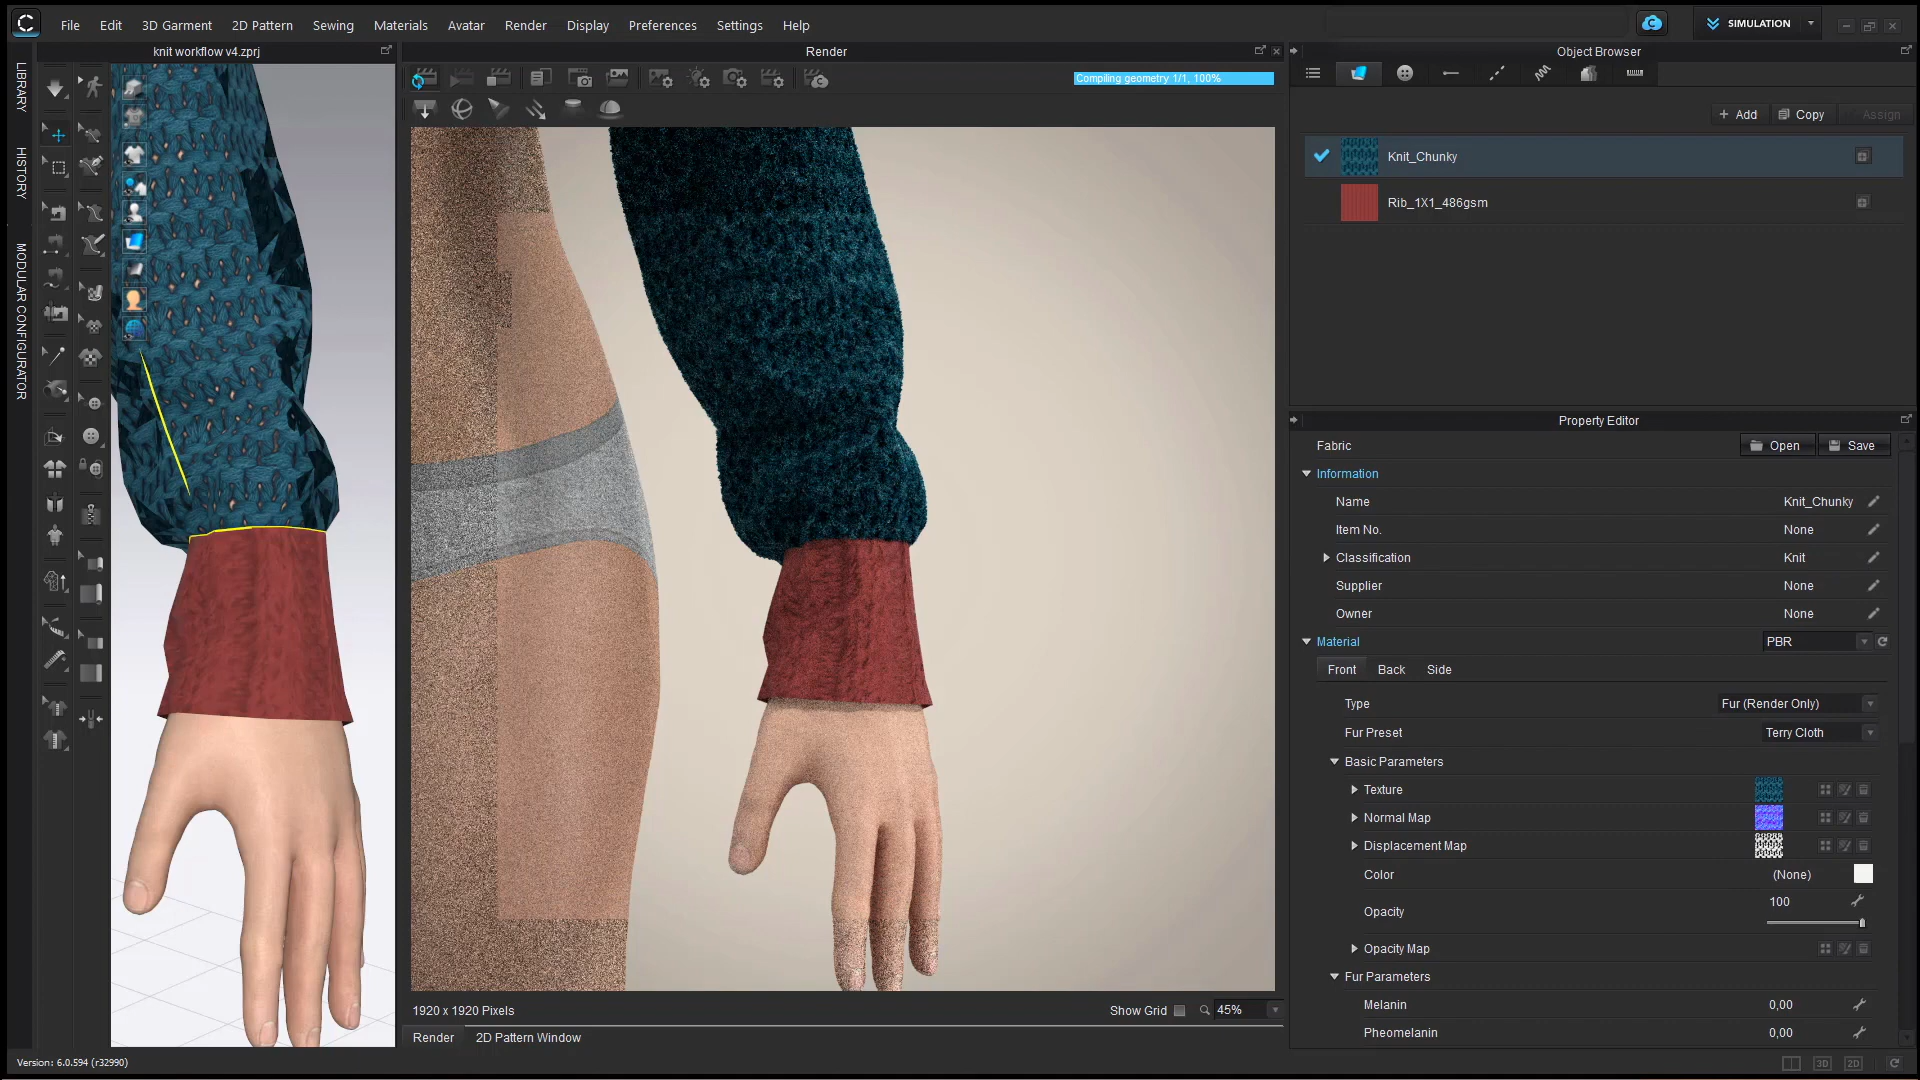 File Edit 3D Garment 2D Pattern Sewing Materials Avatar Render Display Preferences Settings Help
SIMULATION
knit workflow v4.zprj
Render
Object Browser
LIBRARY
HISTORY
MODULAR CONFIGURATOR
Compiling geometry 1/1, 100%
Add Copy Assign
Knit_Chunky
Rib_1X1_486gsm
Property Editor
Fabric Open Save
Information
Name Knit_Chunky
Item No. None
Classification Knit
Supplier None
Owner None
Material PBR
Front Back Side
Type Fur (Render Only)
Fur Preset Terry Cloth
Basic Parameters
Texture
Normal Map
Displacement Map
Color (None)
Opacity 100
Opacity Map
Fur Parameters
Melanin 0,00
Pheomelanin 0,00
1920 x 1920 Pixels
Show Grid 45%
Render 2D Pattern Window
Version: 6.0.594 (r32990)
3D 2D